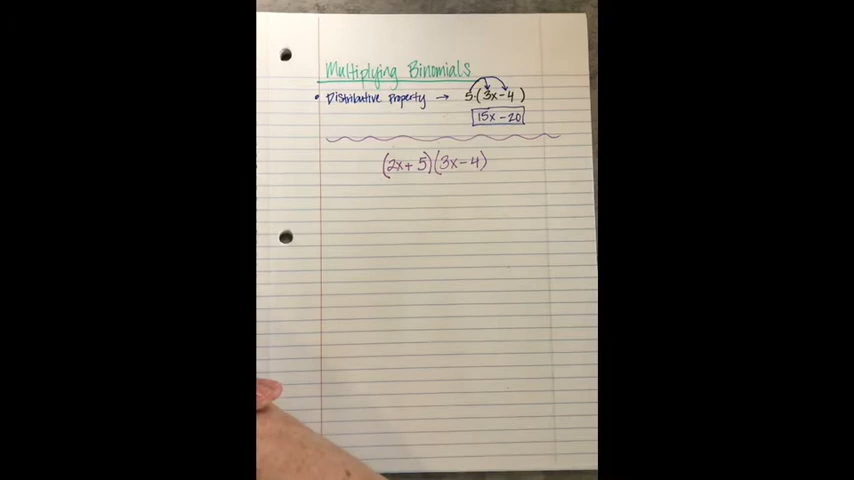 Multiplying Binomials
• Distributive Property → 5·(3x-4)
15x-20
(2x+5)(3x-4)